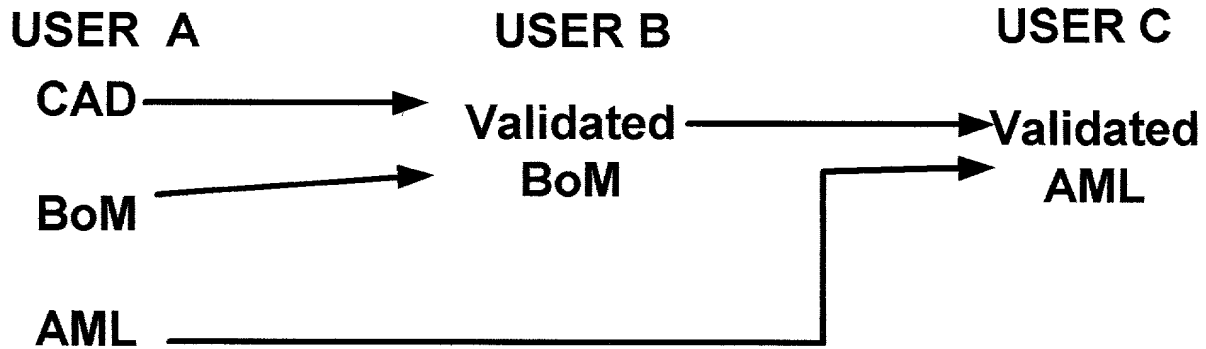 USER A
USER B
USER C
CAD
Validated
BoM
Validated
AML
BoM
AML